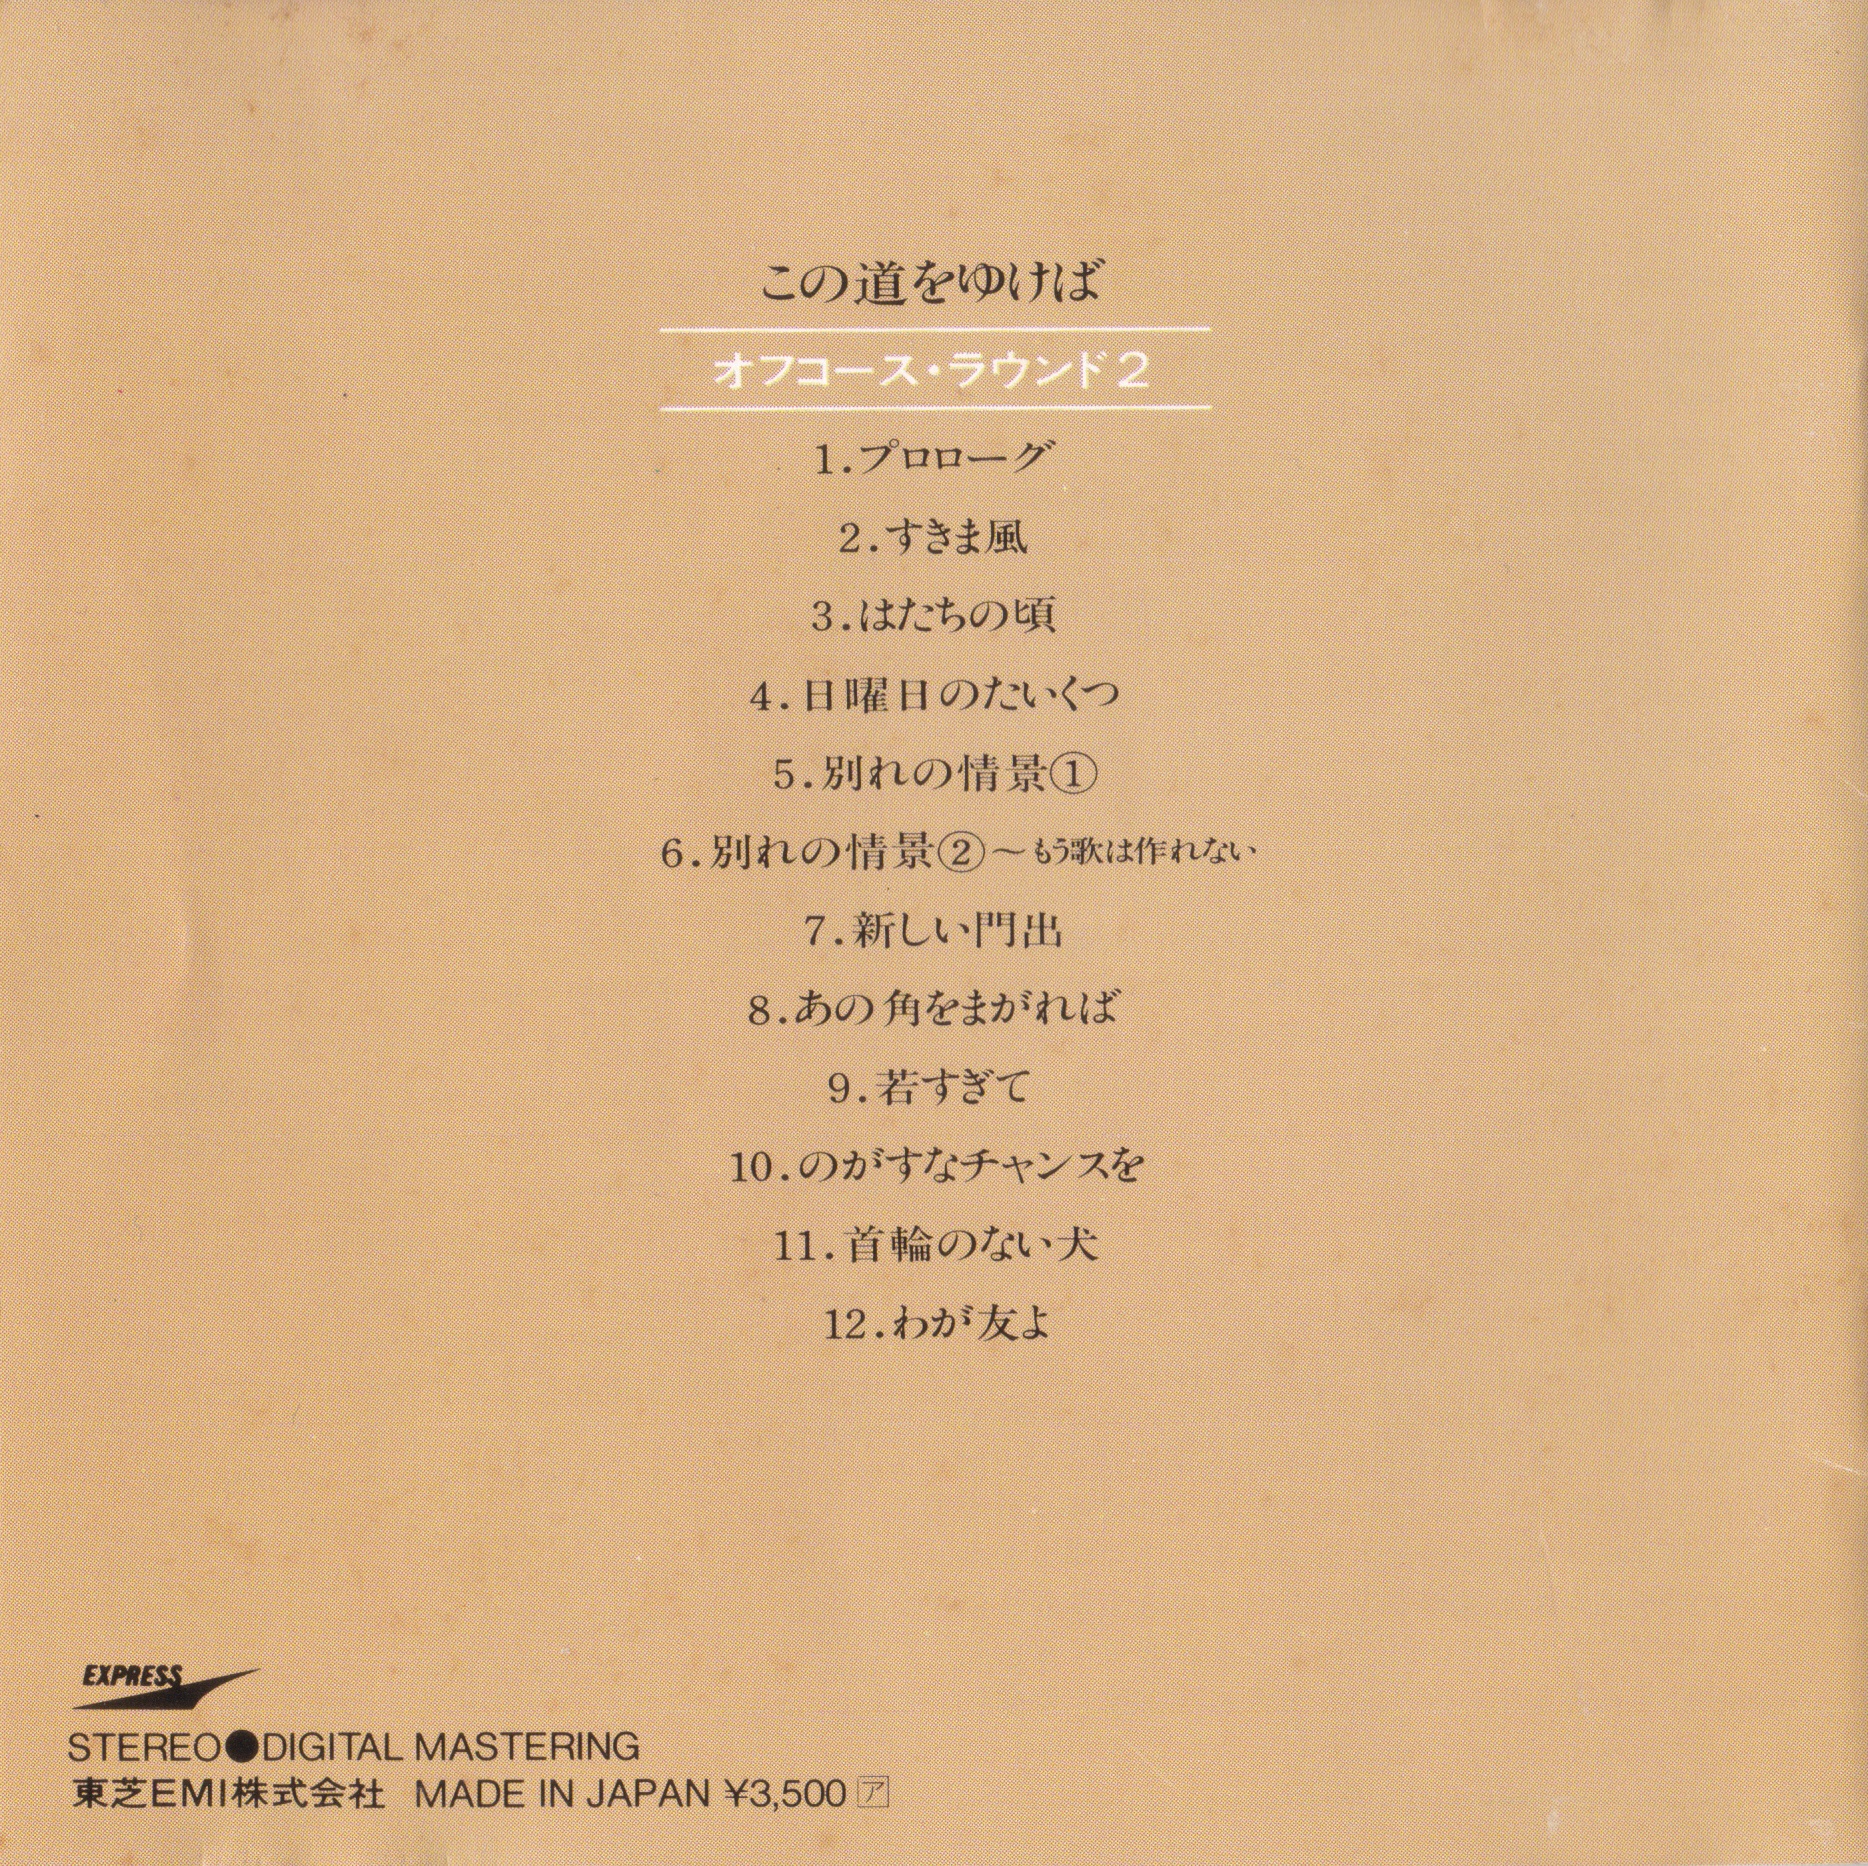 この道をゆけば
オフコース・ラウンド2
1.プロローグ
2.すきま風
3.はたちの頃
4.日曜日のたいくつ
5.別れの情景①
6.別れの情景②〜もう歌は作れない
7.新しい門出
8.あの角をまがれば
9.若すぎて
10.のがすなチャンスを
11.首輪のない犬
12.わが友よ
EXPRESS
STEREO●DIGITAL MASTERING
東芝EMI株式会社 MADE IN JAPAN ¥3,500 ア